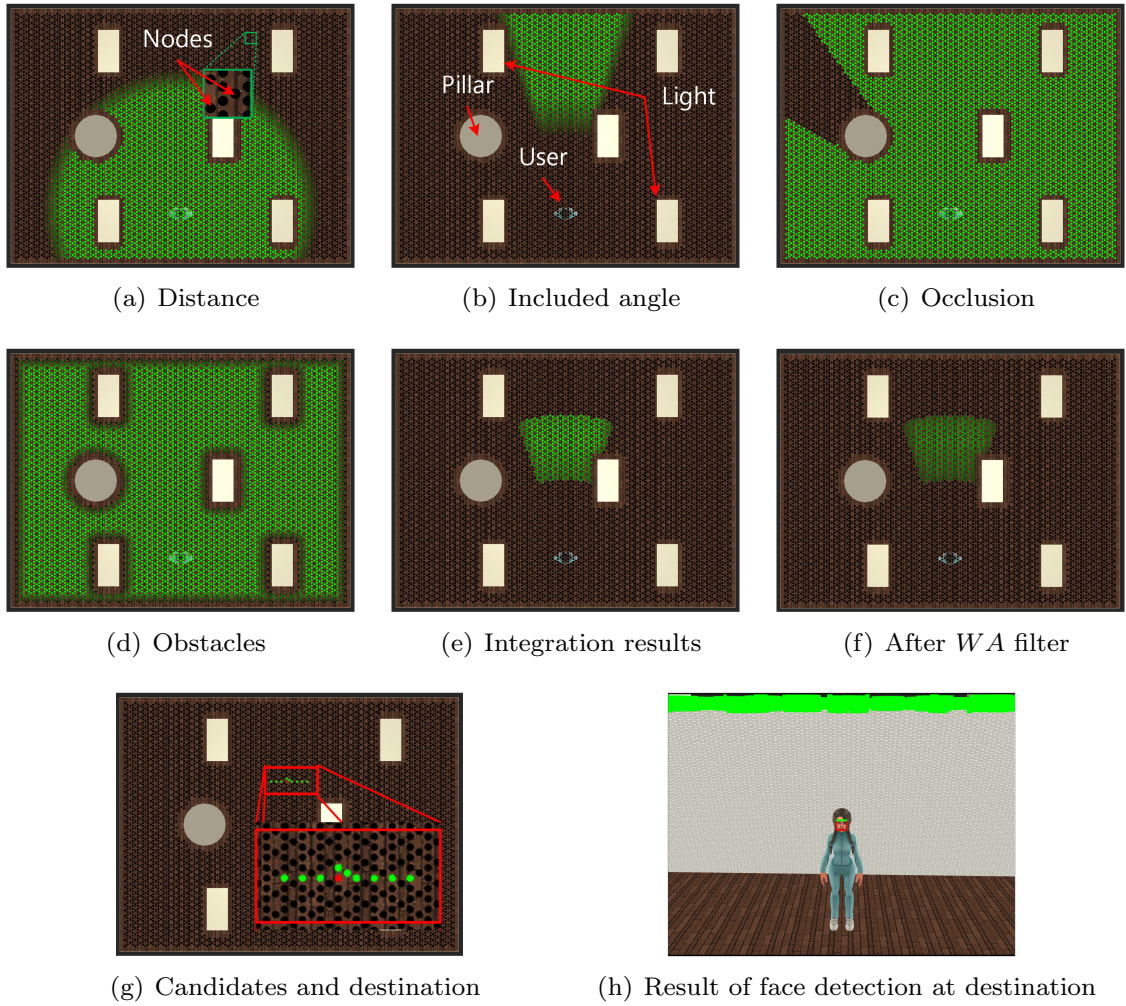 Nodes
Pillar
Light
User
(a) Distance
(b) Included angle
(c) Occlusion
(d) Obstacles
(e) Integration results
(f) After WA filter
(g) Candidates and destination
(h) Result of face detection at destination